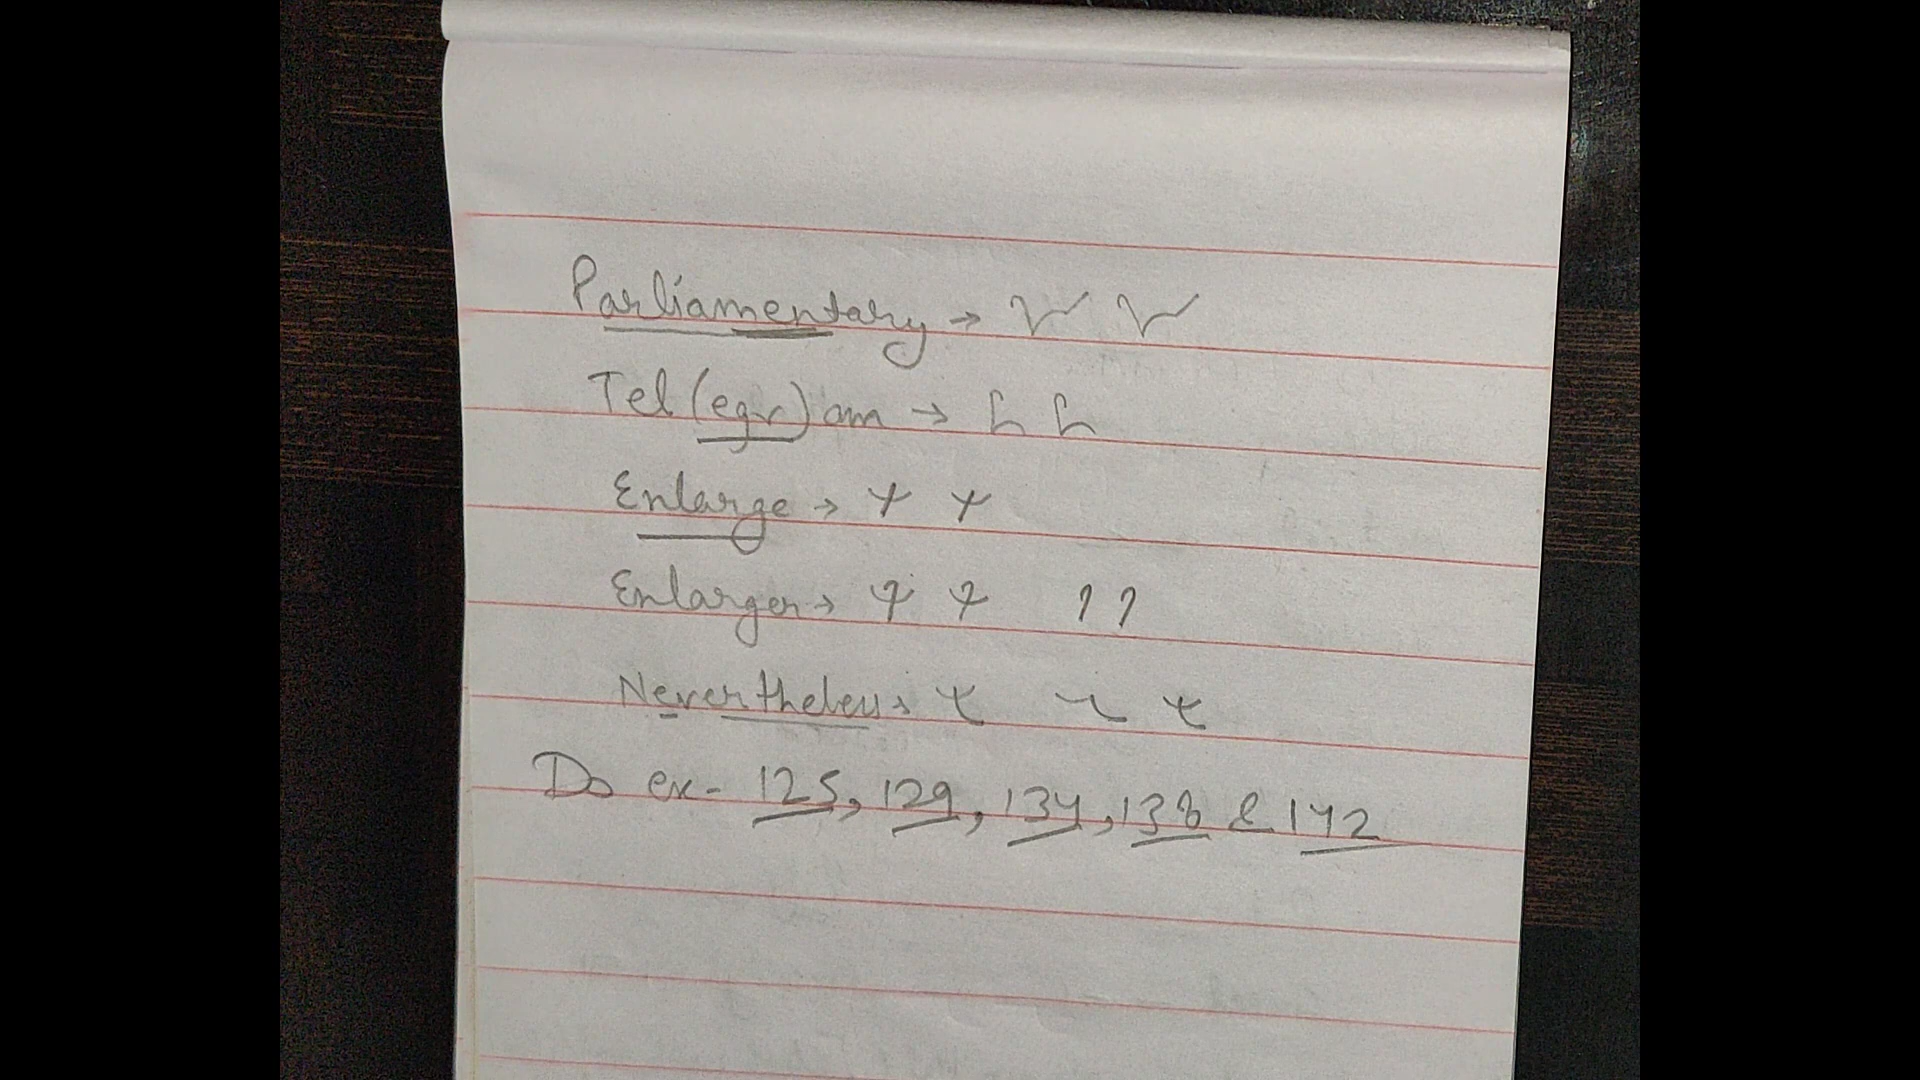 Parliamentary →
Tel(egr)am →
Enlarge →
Enlarger →
Nevertheless →
Do ex- 125, 129, 134, 138 & 142